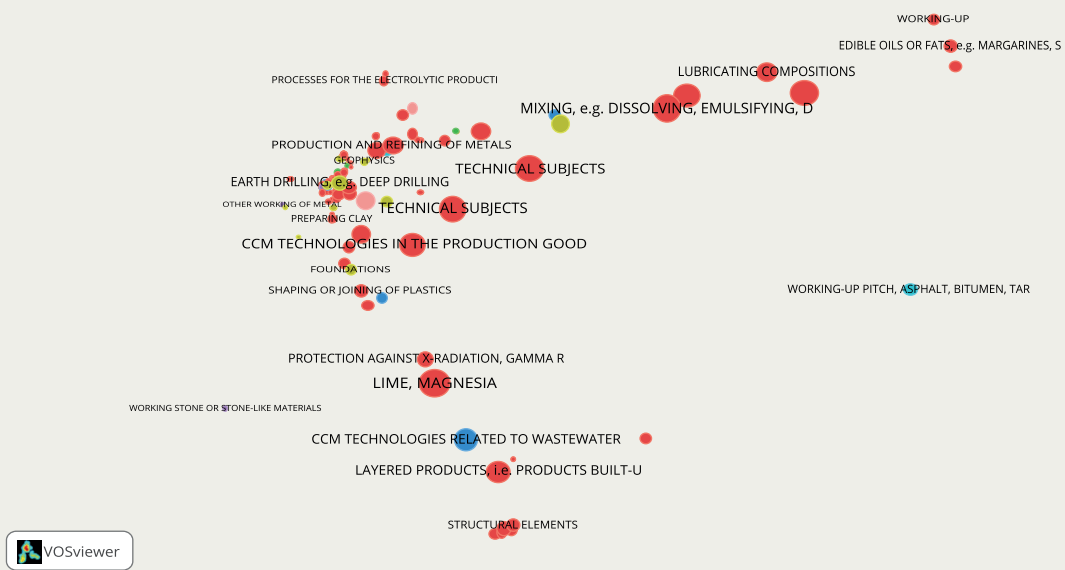 WORKING-UP
EDIBLE OILS OR FATS, e.g. MARGARINES, S
LUBRICATING COMPOSITIONS
PROCESSES FOR THE ELECTROLYTIC PRODUCTI
MIXING, e.g. DISSOLVING, EMULSIFYING, D
PRODUCTION AND REFINING OF METALS
GEOPHYSICS
TECHNICAL SUBJECTS
EARTH DRILLING, e.g. DEEP DRILLING
OTHER WORKING OF METAL
TECHNICAL SUBJECTS
PREPARING CLAY
CCM TECHNOLOGIES IN THE PRODUCTION GOOD
FOUNDATIONS
SHAPING OR JOINING OF PLASTICS
WORKING-UP PITCH, ASPHALT, BITUMEN, TAR
PROTECTION AGAINST X-RADIATION, GAMMA R
LIME, MAGNESIA
WORKING STONE OR STONE-LIKE MATERIALS
CCM TECHNOLOGIES RELATED TO WASTEWATER
LAYERED PRODUCTS, i.e. PRODUCTS BUILT-U
STRUCTURAL ELEMENTS
VOSviewer